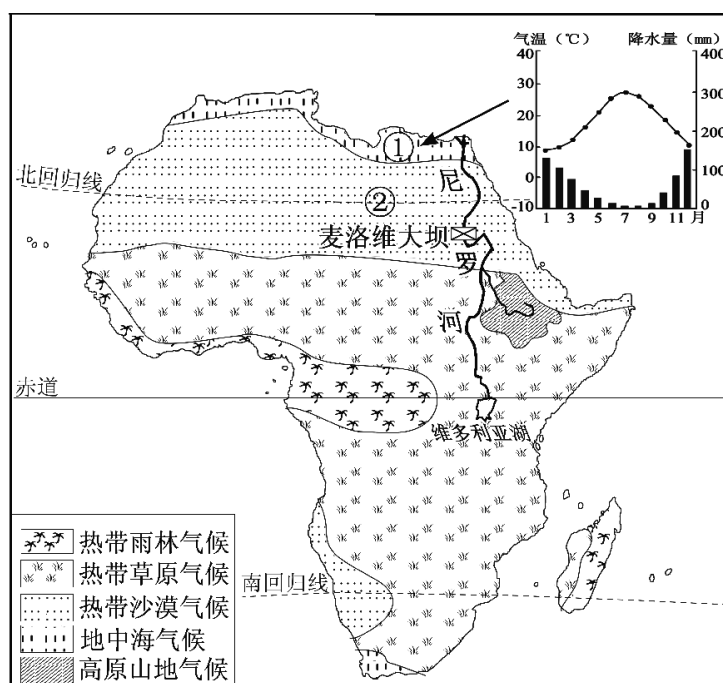 气温（℃） 降水量（mm）
40 400
30 300
20 200
10 100
0
10 0
1 3 5 7 9 11 月
①
北回归线
②
尼
麦洛维大坝
罗
河
赤道
维多利亚湖
南回归线
热带雨林气候
热带草原气候
热带沙漠气候
地中海气候
高原山地气候